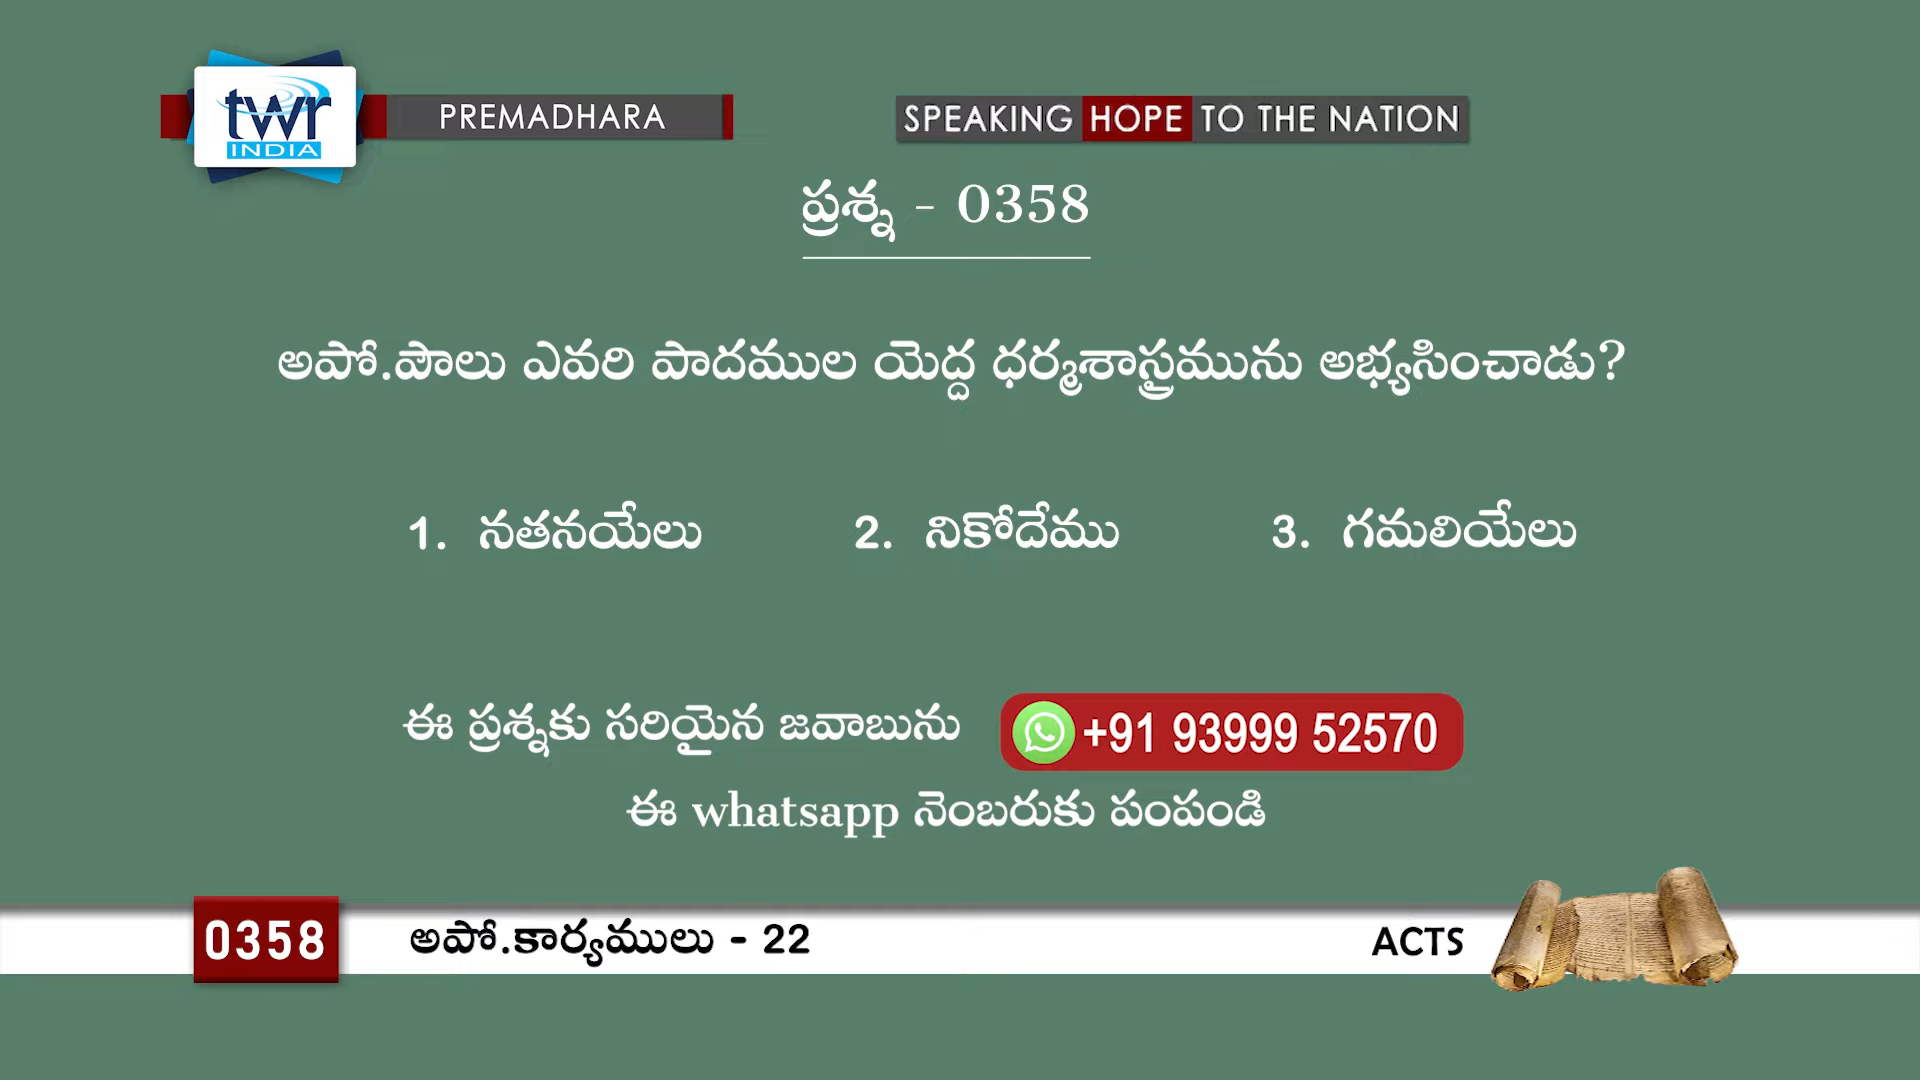 twr
INDIA
PREMADHARA
SPEAKING HOPE TO THE NATION
ప్రశ్న - 0358
అపో.పౌలు ఎవరి పాదముల యెద్ద ధర్మశాస్త్రమును అభ్యసించాడు?
1. నతనయేలు 2. నికోదేము 3. గమలియేలు
ఈ ప్రశ్నకు సరియైన జవాబును +91 93999 52570
ఈ whatsapp నెంబరుకు పంపండి
0358 అపో.కార్యములు - 22 ACTS